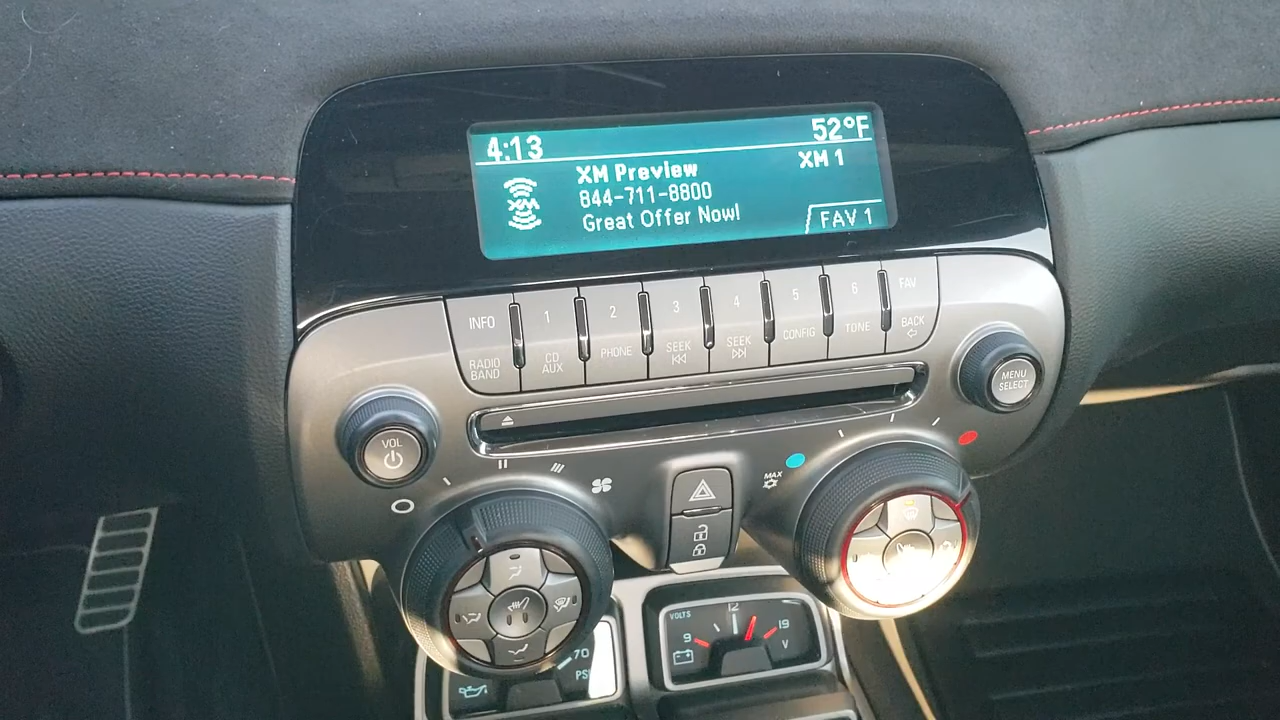 4:13
52°F
XM Preview
XM 1
844-711-8800
XM
Great Offer Now!
FAV 1
INFO
1
2
3
4
5
6
FAV
RADIO
BAND
CD
AUX
PHONE
SEEK
SEEK
CONFIG
TONE
BACK
VOL
MENU
SELECT
MAX
VOLTS
9
12
19
V
70
PSI